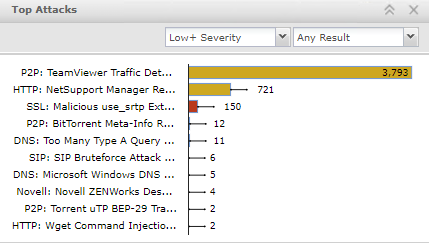 Top Attacks
Low+ Severity
Any Result
P2P: TeamViewer Traffic Det... 3,793
HTTP: NetSupport Manager Re... 721
SSL: Malicious use_srtp Ext... 150
P2P: BitTorrent Meta-Info R... 12
DNS: Too Many Type A Query ... 11
SIP: SIP Bruteforce Attack ... 6
DNS: Microsoft Windows DNS ... 5
Novell: Novell ZENWorks Des... 4
P2P: Torrent uTP BEP-29 Tra... 2
HTTP: Wget Command Injectio... 2